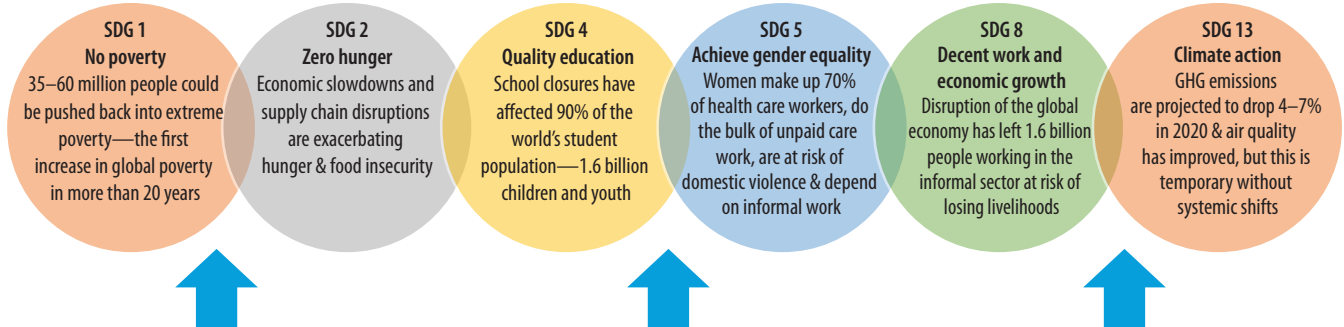 SDG 1
No poverty
35–60 million people could
be pushed back into extreme
poverty—the first
increase in global poverty
in more than 20 years
SDG 2
Zero hunger
Economic slowdowns and
supply chain disruptions
are exacerbating
hunger & food insecurity
SDG 4
Quality education
School closures have
affected 90% of the
world's student
population—1.6 billion
children and youth
SDG 5
Achieve gender equality
Women make up 70%
of health care workers, do
the bulk of unpaid care
work, are at risk of
domestic violence & depend
on informal work
SDG 8
Decent work and
economic growth
Disruption of the global
economy has left 1.6 billion
people working in the
informal sector at risk of
losing livelihoods
SDG 13
Climate action
GHG emissions
are projected to drop 4–7%
in 2020 & air quality
has improved, but this is
temporary without
systemic shifts